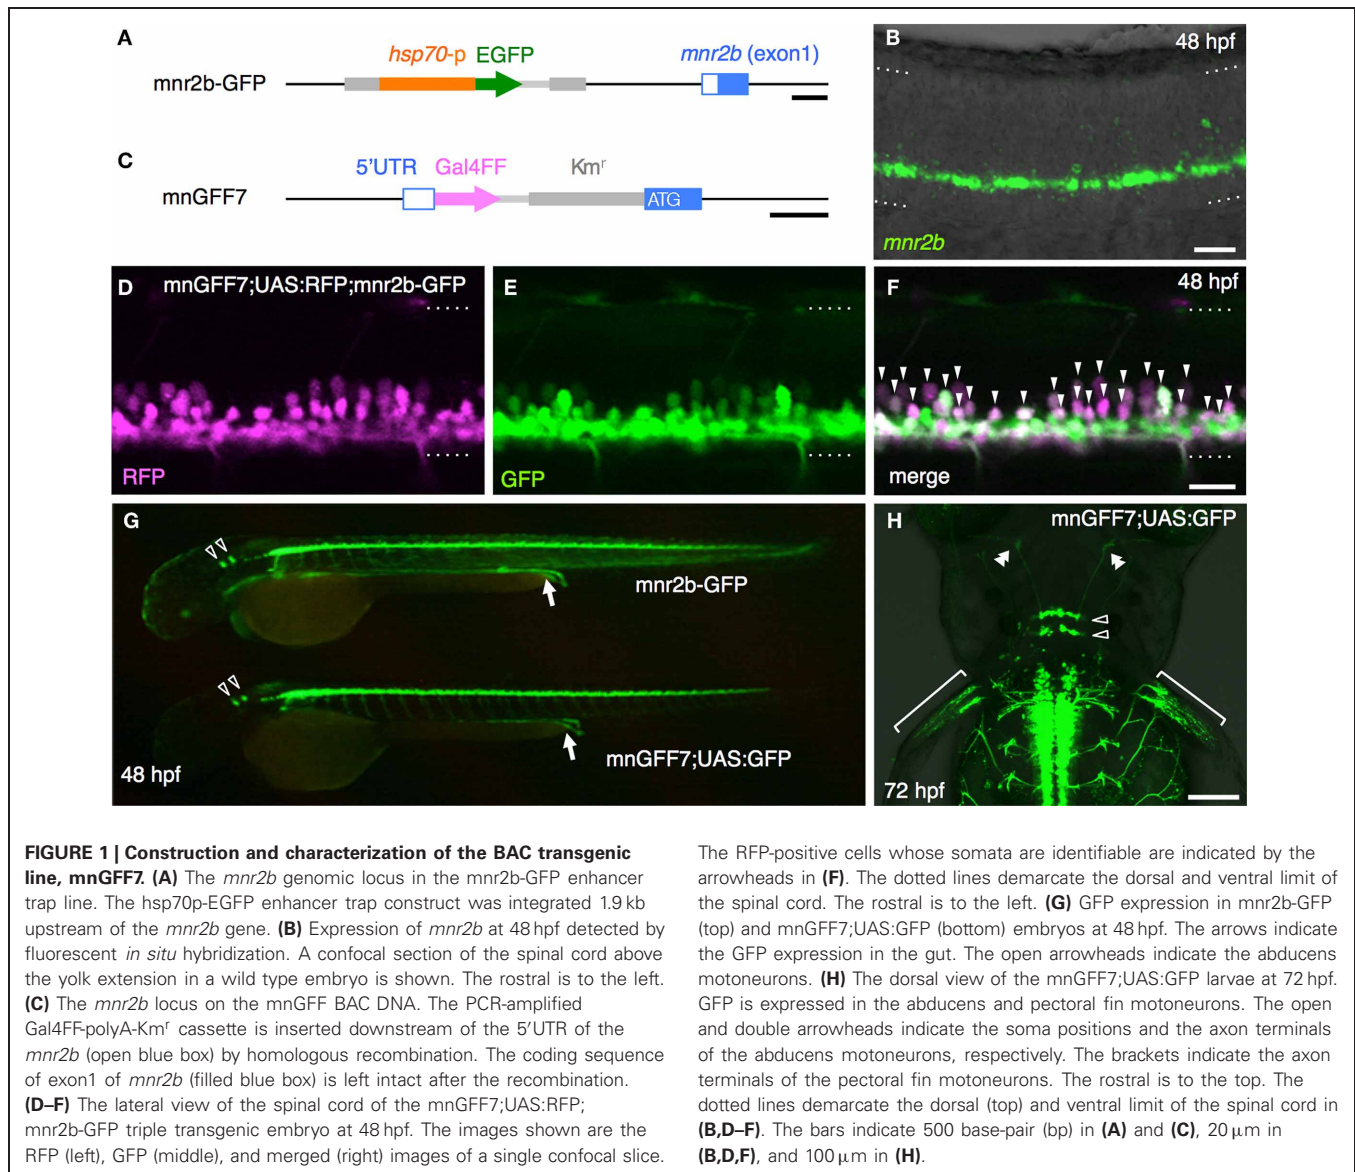 A
hsp70-p EGFP mnr2b (exon1)
mnr2b-GFP
C
5'UTR Gal4FF Kmr
mnGFF7
ATG
B 48 hpf
mnr2b
D mnGFF7;UAS:RFP;mnr2b-GFP
RFP
E
GFP
F 48 hpf
merge
G
mnr2b-GFP
mnGFF7;UAS:GFP
48 hpf
H mnGFF7;UAS:GFP
72 hpf
FIGURE 1 | Construction and characterization of the BAC transgenic
line, mnGFF7. (A) The mnr2b genomic locus in the mnr2b-GFP enhancer
trap line. The hsp70p-EGFP enhancer trap construct was integrated 1.9 kb
upstream of the mnr2b gene. (B) Expression of mnr2b at 48 hpf detected by
fluorescent in situ hybridization. A confocal section of the spinal cord above
the yolk extension in a wild type embryo is shown. The rostral is to the left.
(C) The mnr2b locus on the mnGFF BAC DNA. The PCR-amplified
Gal4FF-polyA-Kmr cassette is inserted downstream of the 5′UTR of the
mnr2b (open blue box) by homologous recombination. The coding sequence
of exon1 of mnr2b (filled blue box) is left intact after the recombination.
(D–F) The lateral view of the spinal cord of the mnGFF7;UAS:RFP;
mnr2b-GFP triple transgenic embryo at 48 hpf. The images shown are the
RFP (left), GFP (middle), and merged (right) images of a single confocal slice.
The RFP-positive cells whose somata are identifiable are indicated by the
arrowheads in (F). The dotted lines demarcate the dorsal and ventral limit of
the spinal cord. The rostral is to the left. (G) GFP expression in mnr2b-GFP
(top) and mnGFF7;UAS:GFP (bottom) embryos at 48 hpf. The arrows indicate
the GFP expression in the gut. The open arrowheads indicate the abducens
motoneurons. (H) The dorsal view of the mnGFF7;UAS:GFP larvae at 72 hpf.
GFP is expressed in the abducens and pectoral fin motoneurons. The open
and double arrowheads indicate the soma positions and the axon terminals
of the abducens motoneurons, respectively. The brackets indicate the axon
terminals of the pectoral fin motoneurons. The rostral is to the top. The
dotted lines demarcate the dorsal (top) and ventral limit of the spinal cord in
(B,D–F). The bars indicate 500 base-pair (bp) in (A) and (C), 20 μm in
(B,D,F), and 100 μm in (H).